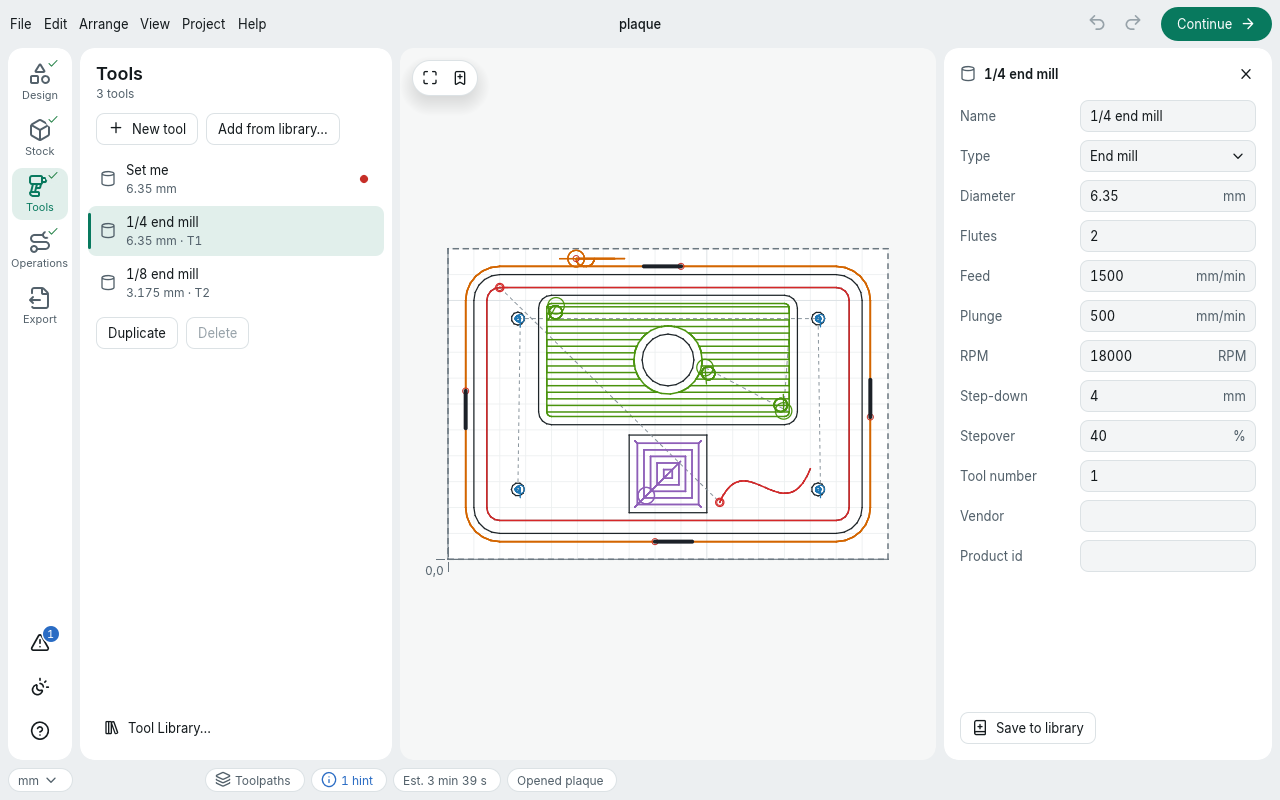 File Edit Arrange View Project Help
plaque
Continue
Design
Stock
Tools
Operations
Export
1
Tools
3 tools
New tool
Add from library...
Set me
6.35 mm
1/4 end mill
6.35 mm · T1
1/8 end mill
3.175 mm · T2
Duplicate
Delete
Tool Library...
0,0
1/4 end mill
Name 1/4 end mill
Type End mill
Diameter 6.35 mm
Flutes 2
Feed 1500 mm/min
Plunge 500 mm/min
RPM 18000 RPM
Step-down 4 mm
Stepover 40 %
Tool number 1
Vendor
Product id
Save to library
mm
Toolpaths
1 hint
Est. 3 min 39 s
Opened plaque